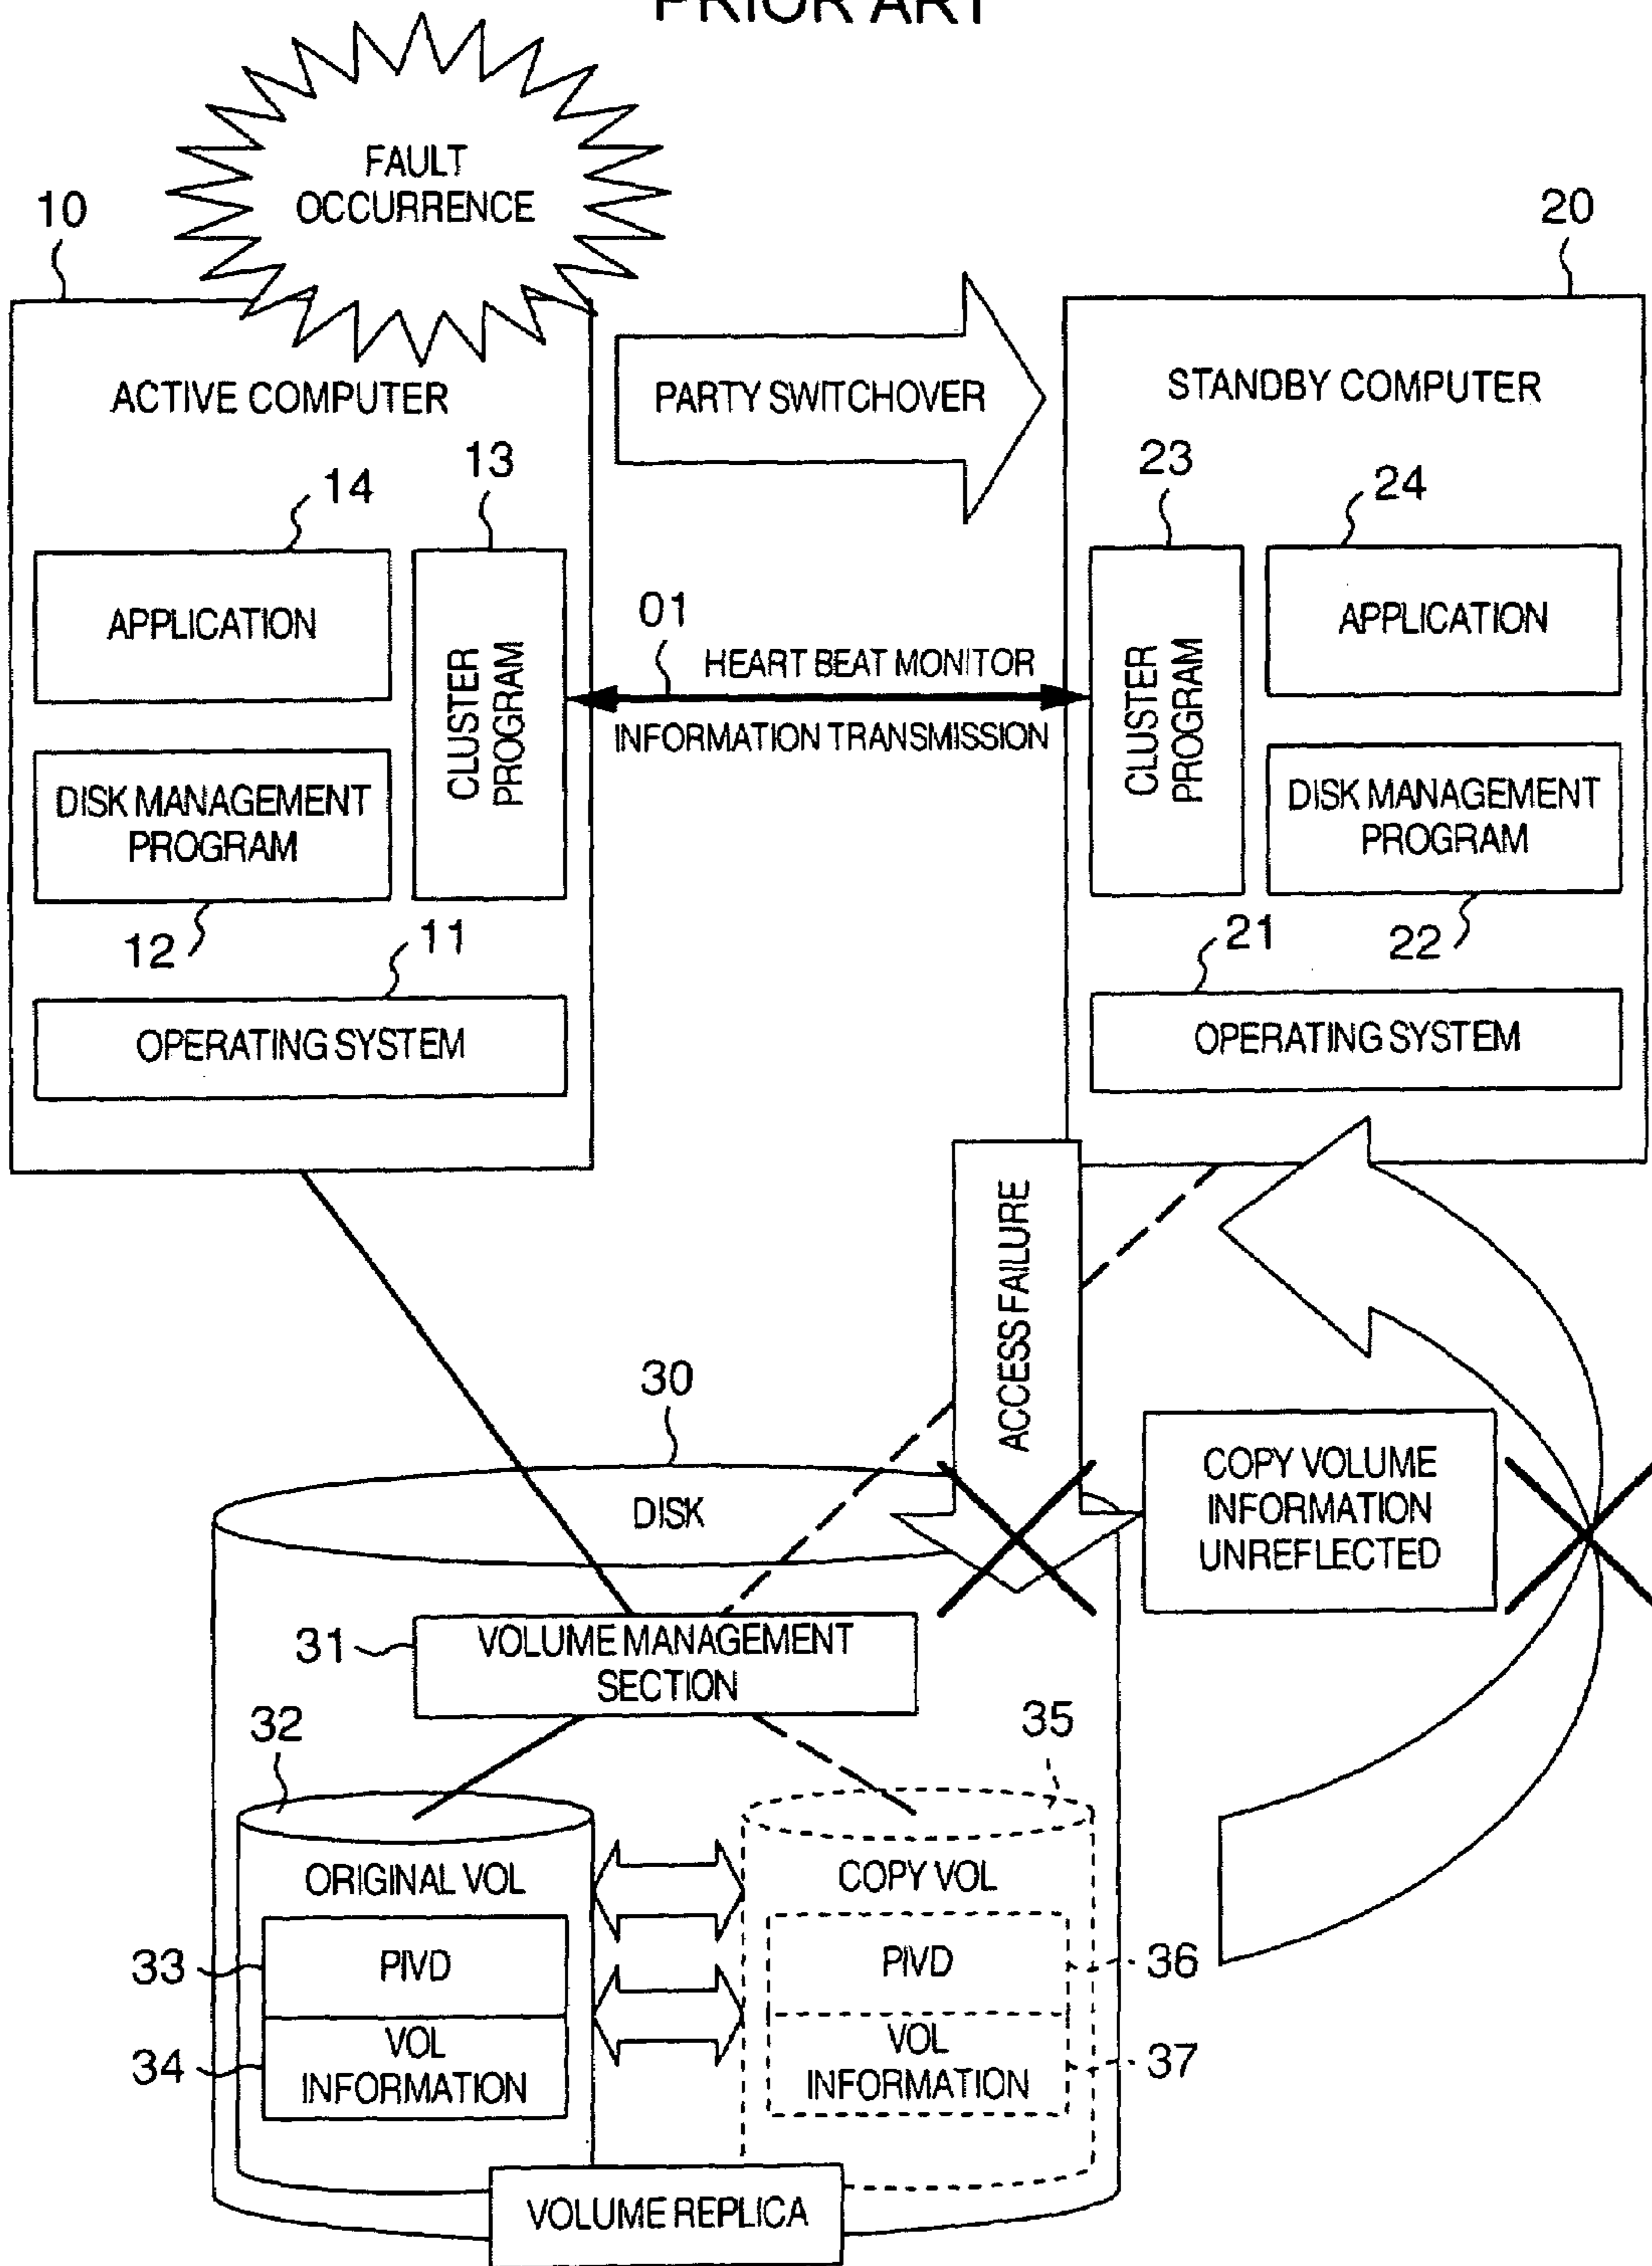 PRIOR ART
FAULT
OCCURRENCE
10
20
ACTIVE COMPUTER
PARTY SWITCHOVER
STANDBY COMPUTER
14
13
23
24
APPLICATION
CLUSTER
PROGRAM
01
HEART BEAT MONITOR
INFORMATION TRANSMISSION
CLUSTER
PROGRAM
APPLICATION
DISK MANAGEMENT
PROGRAM
DISK MANAGEMENT
PROGRAM
12
11
21
22
OPERATING SYSTEM
OPERATING SYSTEM
ACCESS FAILURE
30
DISK
COPY VOLUME
INFORMATION
UNREFLECTED
31
VOLUME MANAGEMENT
SECTION
32
35
ORIGINAL VOL
COPY VOL
33
PIVD
PIVD
36
34
VOL
INFORMATION
VOL
INFORMATION
37
VOLUME REPLICA